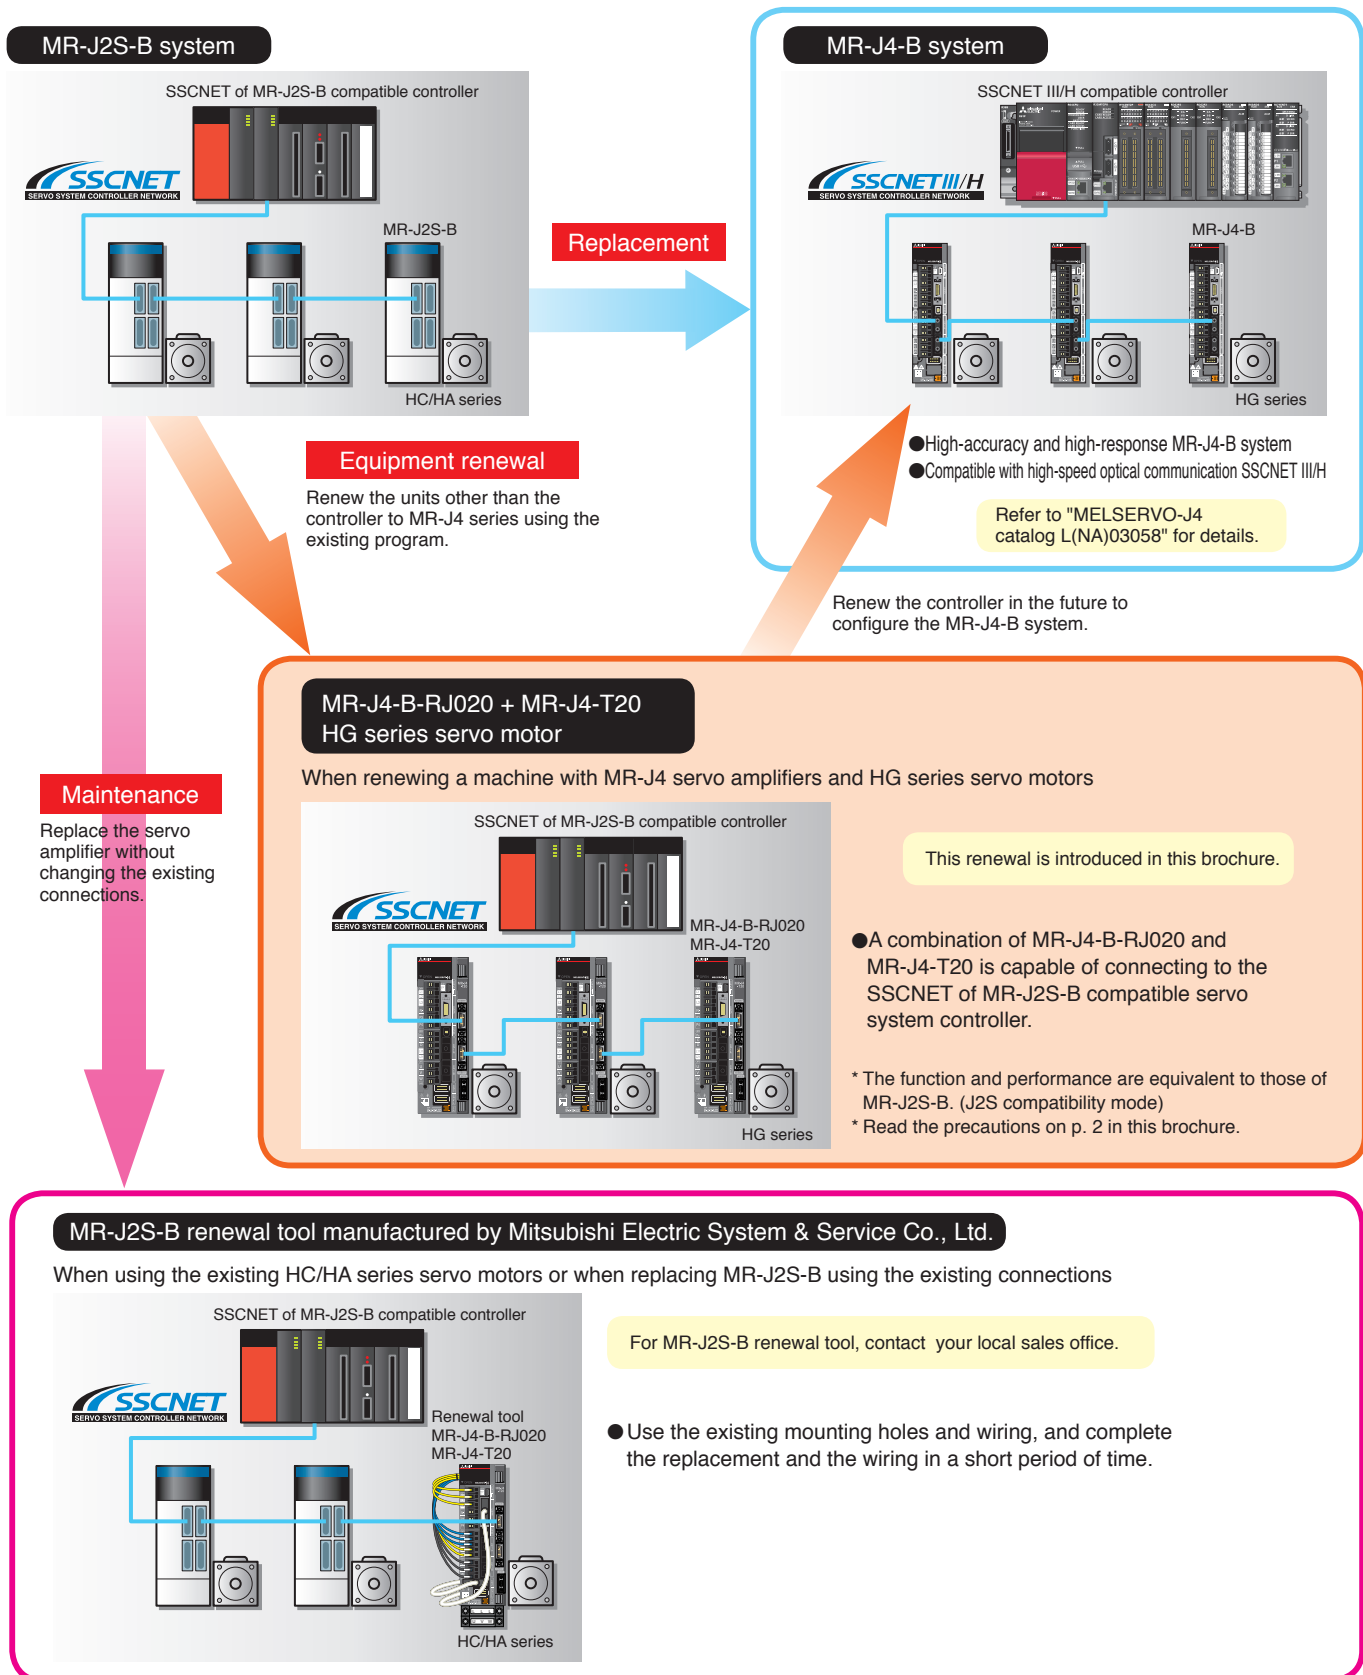 MR-J2S-B system
SSCNET of MR-J2S-B compatible controller
SSCNET
SERVO SYSTEM CONTROLLER NETWORK
MR-J2S-B
HC/HA series
Replacement
MR-J4-B system
SSCNET III/H compatible controller
SSCNET III/H
SERVO SYSTEM CONTROLLER NETWORK
MR-J4-B
HG series
●High-accuracy and high-response MR-J4-B system
●Compatible with high-speed optical communication SSCNET III/H
Refer to "MELSERVO-J4
catalog L(NA)03058" for details.
Equipment renewal
Renew the units other than the
controller to MR-J4 series using the
existing program.
Renew the controller in the future to
configure the MR-J4-B system.
Maintenance
Replace the servo
amplifier without
changing the existing
connections.
MR-J4-B-RJ020 + MR-J4-T20
HG series servo motor
When renewing a machine with MR-J4 servo amplifiers and HG series servo motors
SSCNET of MR-J2S-B compatible controller
SSCNET
SERVO SYSTEM CONTROLLER NETWORK
MR-J4-B-RJ020
MR-J4-T20
HG series
This renewal is introduced in this brochure.
●A combination of MR-J4-B-RJ020 and
MR-J4-T20 is capable of connecting to the
SSCNET of MR-J2S-B compatible servo
system controller.
* The function and performance are equivalent to those of
MR-J2S-B. (J2S compatibility mode)
* Read the precautions on p. 2 in this brochure.
MR-J2S-B renewal tool manufactured by Mitsubishi Electric System & Service Co., Ltd.
When using the existing HC/HA series servo motors or when replacing MR-J2S-B using the existing connections
SSCNET of MR-J2S-B compatible controller
SSCNET
SERVO SYSTEM CONTROLLER NETWORK
Renewal tool
MR-J4-B-RJ020
MR-J4-T20
HC/HA series
For MR-J2S-B renewal tool, contact your local sales office.
●Use the existing mounting holes and wiring, and complete
the replacement and the wiring in a short period of time.